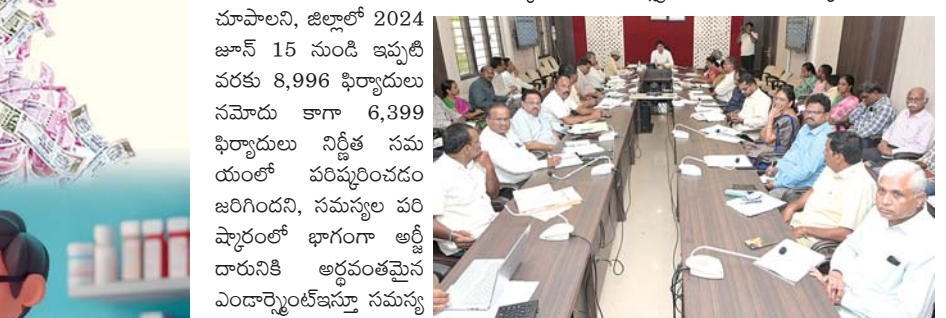 చూపాలని, జిల్లాలో 2024
జూన్ 15 నుండి ఇప్పటి
వరకు 8,996 ఫిర్యాదులు
నమోదు కాగా 6,399
ఫిర్యాదులు నిర్ణీత సమ
యంలో పరిష్కరించడం
జరిగిందని, సమస్యల పరి
ష్కారంలో భాగంగా అర్జీ
దారునికి అర్థవంతమైన
ఎండార్స్మెంట్ఇస్తూ సమస్య